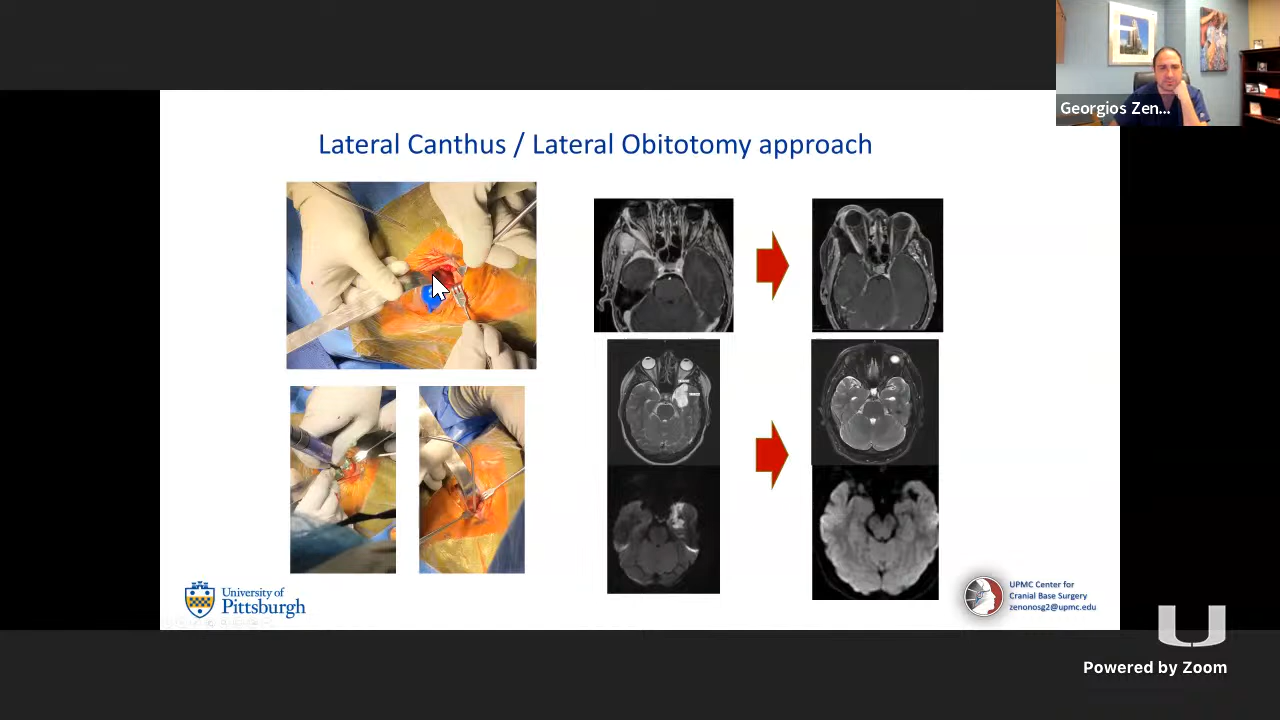 Georgios Zen...
Lateral Canthus / Lateral Obitotomy approach
University of
Pittsburgh
UPMC Center for
Cranial Base Surgery
zenonosg2@upmc.edu
U
Powered by Zoom